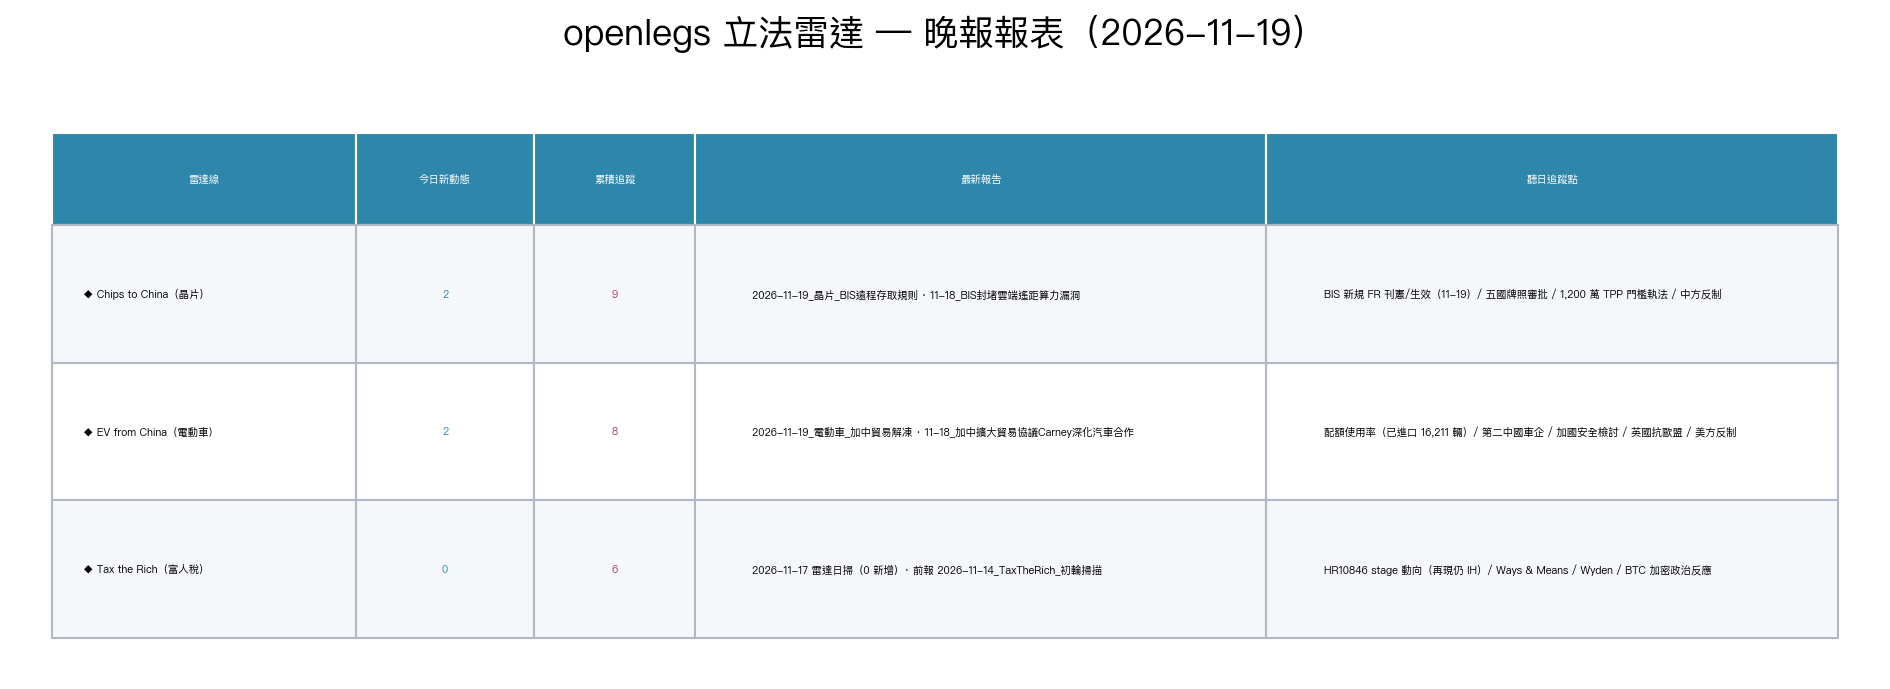 openlegs 立法雷達 — 晚報報表（2026-11-19）
雷達線
今日新動態
累積追蹤
最新報告
聽日追蹤點
◆ Chips to China（晶片）
2
9
2026-11-19_晶片_BIS遠程存取規則 · 11-18_BIS封堵雲端遙距算力漏洞
BIS 新規 FR 刊憲/生效（11-19）/ 五國牌照審批 / 1,200 萬 TPP 門檻執法 / 中方反制
◆ EV from China（電動車）
2
8
2026-11-19_電動車_加中貿易解凍 · 11-18_加中擴大貿易協議Carney深化汽車合作
配額使用率（已進口 16,211 輛）/ 第二中國車企 / 加國安全檢討 / 英國抗歐盟 / 美方反制
◆ Tax the Rich（富人稅）
0
6
2026-11-17 雷達日掃（0 新增）· 前報 2026-11-14_TaxTheRich_初輪掃描
HR10846 stage 動向（再現仍 IH）/ Ways & Means / Wyden / BTC 加密政治反應